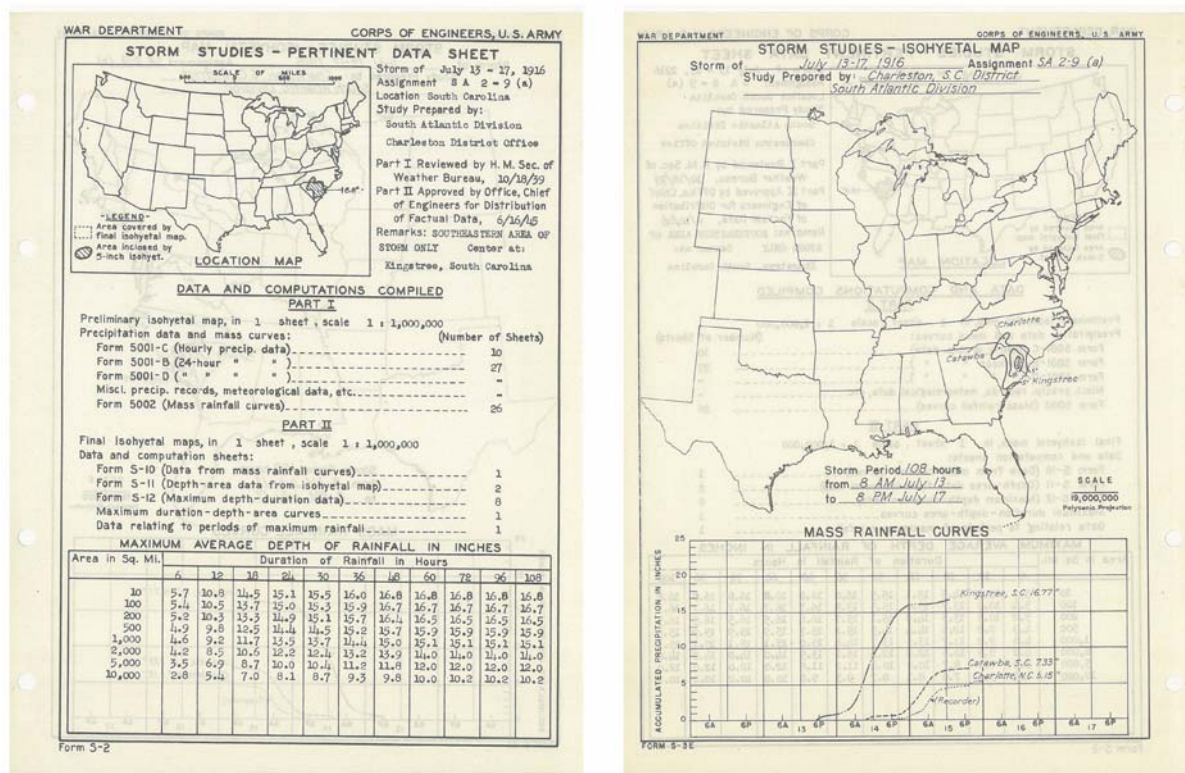 WAR DEPARTMENT CORPS OF ENGINEERS, U.S. ARMY
STORM STUDIES - PERTINENT DATA SHEET
SCALE OF MILES
Storm of July 13 - 17, 1916
Assignment S A 2 - 9 (a)
Location South Carolina
Study Prepared by:
South Atlantic Division
Charleston District Office
Part I Reviewed by H. M. Sec. of
Weather Bureau, 10/18/39
Part II Approved by Office, Chief
of Engineers for Distribution
of Factual Data, 6/16/45
Remarks: SOUTHEASTERN AREA OF
STORM ONLY Center at:
Kingstree, South Carolina
16.8"
-LEGEND-
Area covered by
final isohyetal map.
Area inclosed by
5-inch isohyet.
LOCATION MAP
DATA AND COMPUTATIONS COMPILED
PART I
Preliminary isohyetal map, in 1 sheet, scale 1 : 1,000,000
Precipitation data and mass curves: (Number of Sheets)
Form 5001-C (Hourly precip. data) 10
Form 5001-B (24-hour " " ) 27
Form 5001-D ( " " " " ) -
Miscl. precip. records, meteorological data, etc. -
Form 5002 (Mass rainfall curves) 26
PART II
Final isohyetal maps, in 1 sheet, scale 1 : 1,000,000
Data and computation sheets:
Form S-10 (Data from mass rainfall curves) 1
Form S-11 (Depth-area data from isohyetal map) 2
Form S-12 (Maximum depth-duration data) 8
Maximum duration-depth-area curves 1
Data relating to periods of maximum rainfall 1
MAXIMUM AVERAGE DEPTH OF RAINFALL IN INCHES
Area in Sq. Mi. Duration of Rainfall in Hours
6 12 18 24 30 36 48 60 72 96 108
10 5.7 10.8 14.5 15.1 15.5 16.0 16.8 16.8 16.8 16.8 16.8
100 5.4 10.5 13.7 15.0 15.3 15.9 16.7 16.7 16.7 16.7 16.7
200 5.2 10.3 13.3 14.9 15.1 15.7 16.4 16.5 16.5 16.5 16.5
500 4.9 9.8 12.5 14.4 14.5 15.2 15.7 15.9 15.9 15.9 15.9
1,000 4.6 9.2 11.7 13.5 13.7 14.4 15.0 15.1 15.1 15.1 15.1
2,000 4.2 8.5 10.6 12.2 12.4 13.2 13.9 14.0 14.0 14.0 14.0
5,000 3.5 6.9 8.7 10.0 10.4 11.2 11.8 12.0 12.0 12.0 12.0
10,000 2.8 5.4 7.0 8.1 8.7 9.3 9.8 10.0 10.2 10.2 10.2
Form S-2
WAR DEPARTMENT CORPS OF ENGINEERS, U.S. ARMY
STORM STUDIES - ISOHYETAL MAP
Storm of July 13-17, 1916 Assignment SA 2-9 (a)
Study Prepared by: Charleston, S.C. District
South Atlantic Division
Charlotte
Catawba
Kingstree
Storm Period 108 hours
from 8 AM July 13
to 8 PM July 17
SCALE
1
19,000,000
Polyconic Projection
MASS RAINFALL CURVES
ACCUMULATED PRECIPITATION IN INCHES
25
20
15
10
5
0
Kingstree, S.C. 16.77"
Catawba, S.C. 7.33"
Charlotte, N.C. 5.15"
(Recorder)
6A 6P 6A 6P 6A 6P 6A 6P 6A 6P
13 14 15 16 17
FORM S-3E